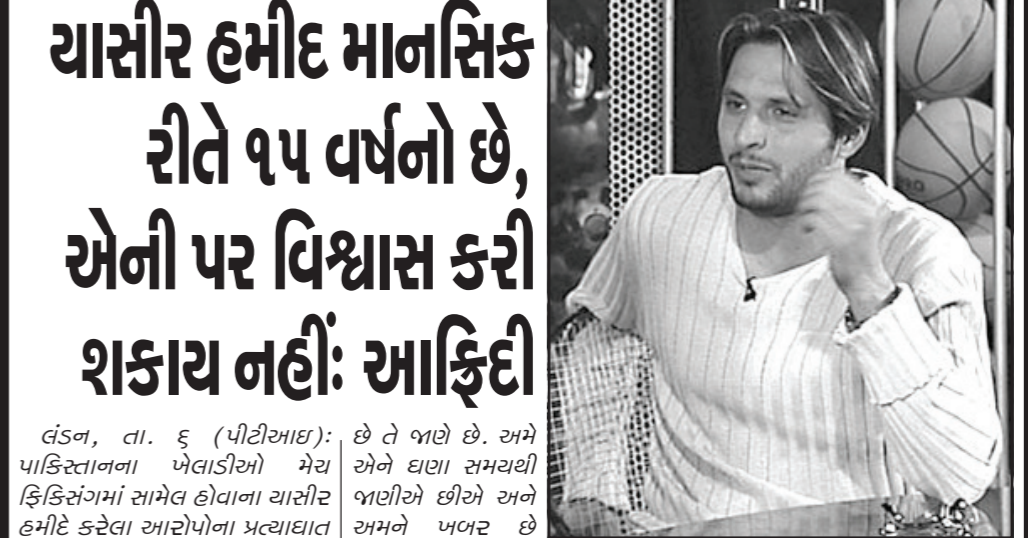 યાસીર હમીદ માનસિક
રીતે ૧૫ વર્ષનો છે,
એની પર વિશ્વાસ કરી
શકાય નહીંઃ આફ્રિદી
લંડન, તા. ૬ (પીટીઆઇ)ઃ
પાકિસ્તાનના ખેલાડીઓ મેચ
ફિકિસંગમાં સામેલ હોવાના યાસીર
હમીદે કરેલા આરોપોના પ્રત્યાઘાત
છે તે જાણે છે. અમે
એને ઘણા સમયથી
જાણીએ છીએ અને
અમને ખબર છે